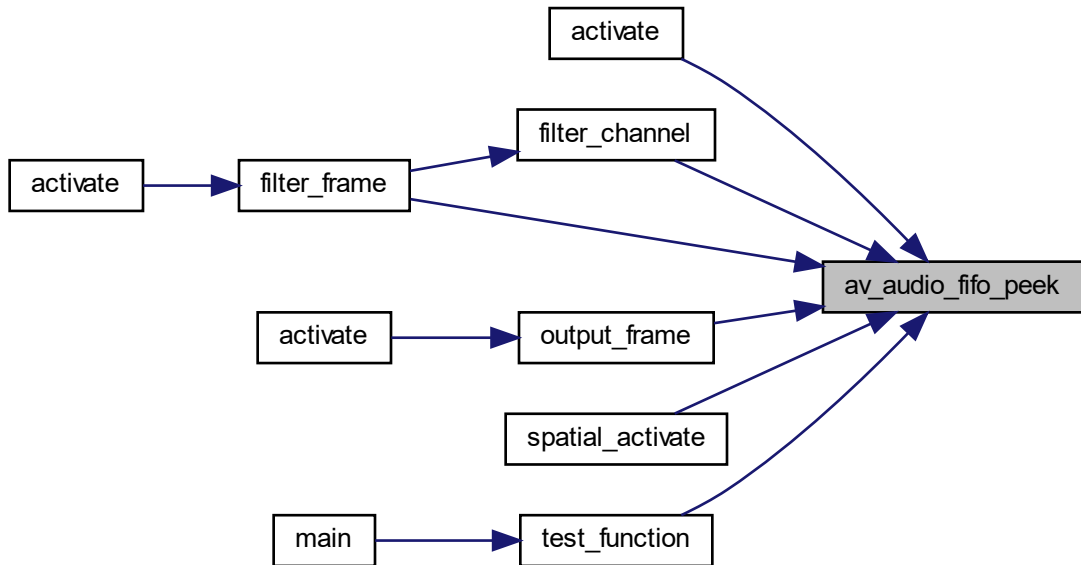 activate
filter_channel
activate
filter_frame
av_audio_fifo_peek
activate
output_frame
spatial_activate
main
test_function